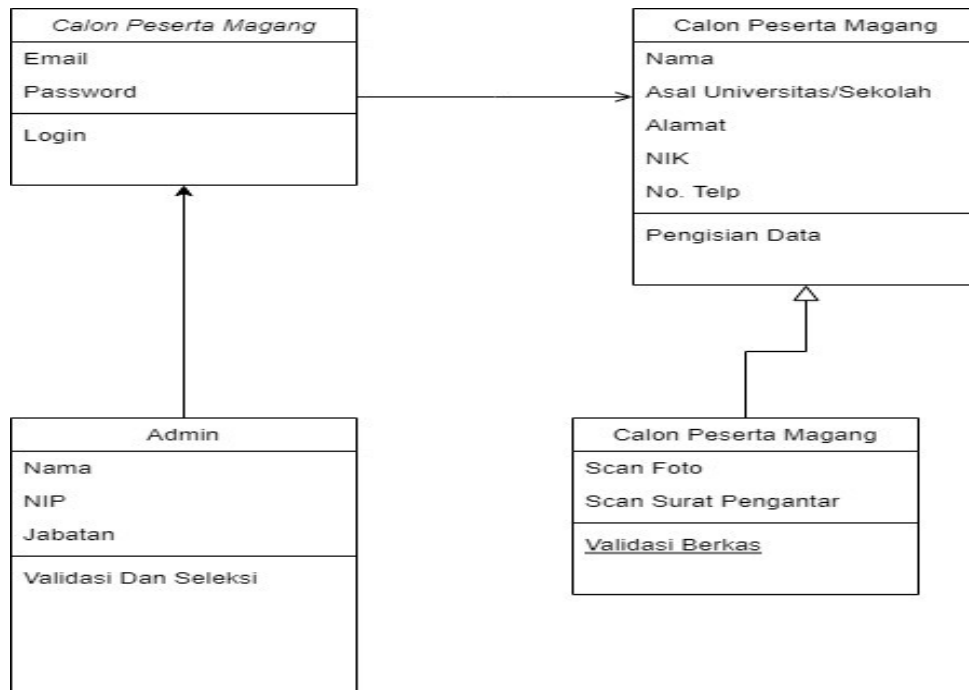 Calon Peserta Magang
Email
Password
Login
Calon Peserta Magang
Nama
Asal Universitas/Sekolah
Alamat
NIK
No. Telp
Pengisian Data
Admin
Nama
NIP
Jabatan
Validasi Dan Seleksi
Calon Peserta Magang
Scan Foto
Scan Surat Pengantar
Validasi Berkas